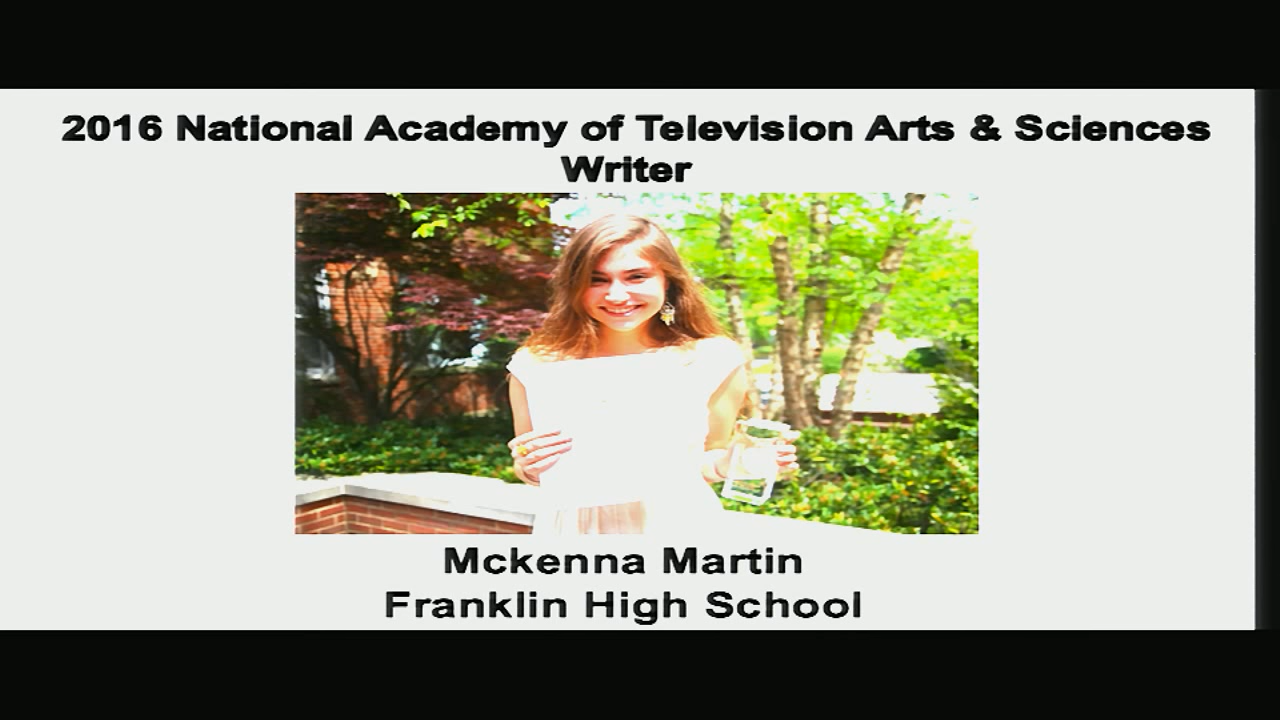 2016 National Academy of Television Arts & Sciences
Writer
Mckenna Martin
Franklin High School